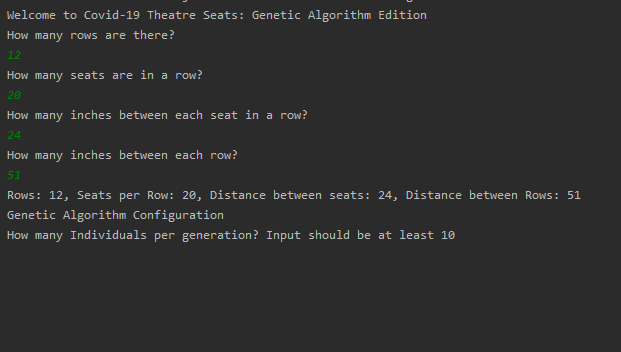 Welcome to Covid-19 Theatre Seats: Genetic Algorithm Edition
How many rows are there?
12
How many seats are in a row?
20
How many inches between each seat in a row?
24
How many inches between each row?
51
Rows: 12, Seats per Row: 20, Distance between seats: 24, Distance between Rows: 51
Genetic Algorithm Configuration
How many Individuals per generation? Input should be at least 10